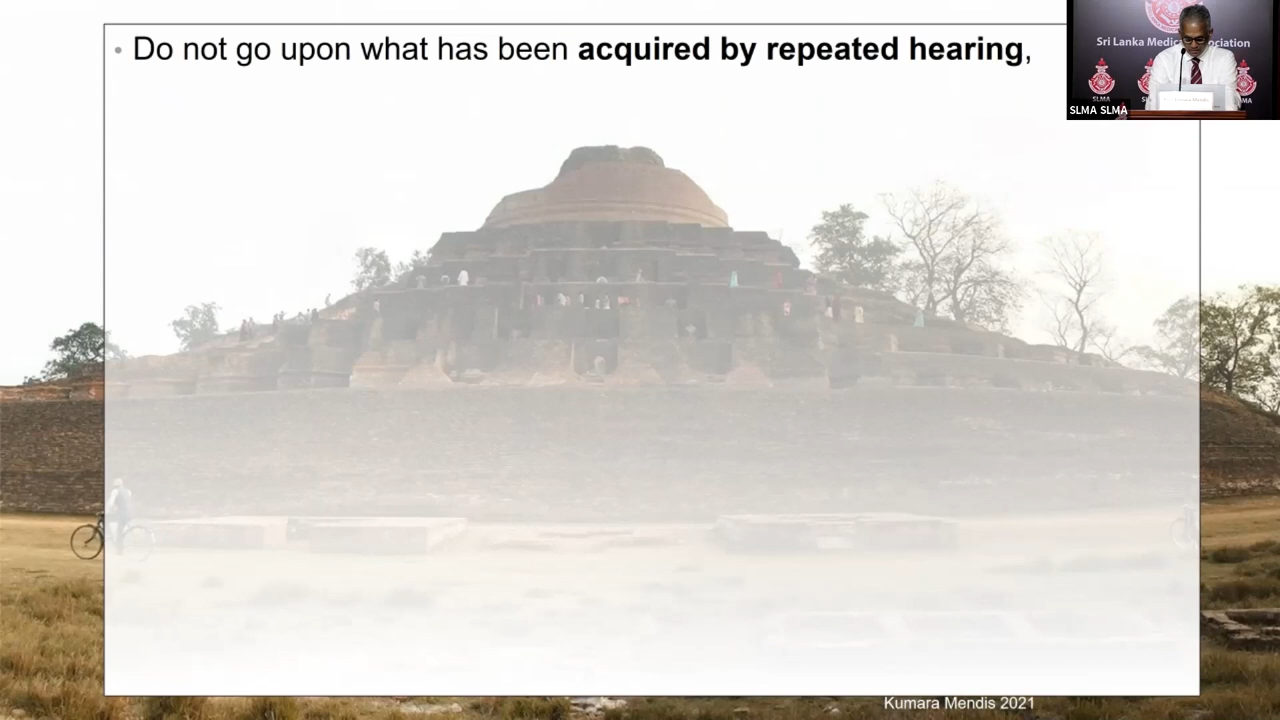 • Do not go upon what has been acquired by repeated hearing,
Sri Lanka Medical Association
SLMA
SLMA SLMA
Kumara Mendis 2021